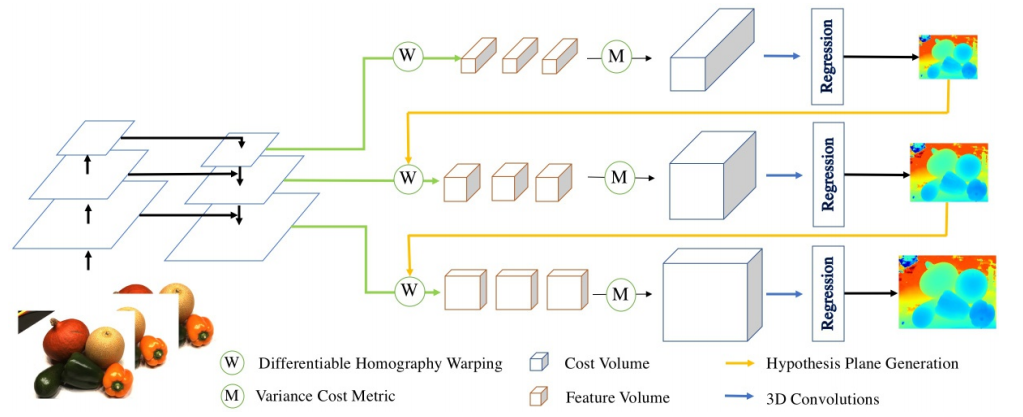 W
M
Regression
W
M
Regression
W
M
Regression
W Differentiable Homography Warping
Cost Volume
Hypothesis Plane Generation
M Variance Cost Metric
Feature Volume
3D Convolutions